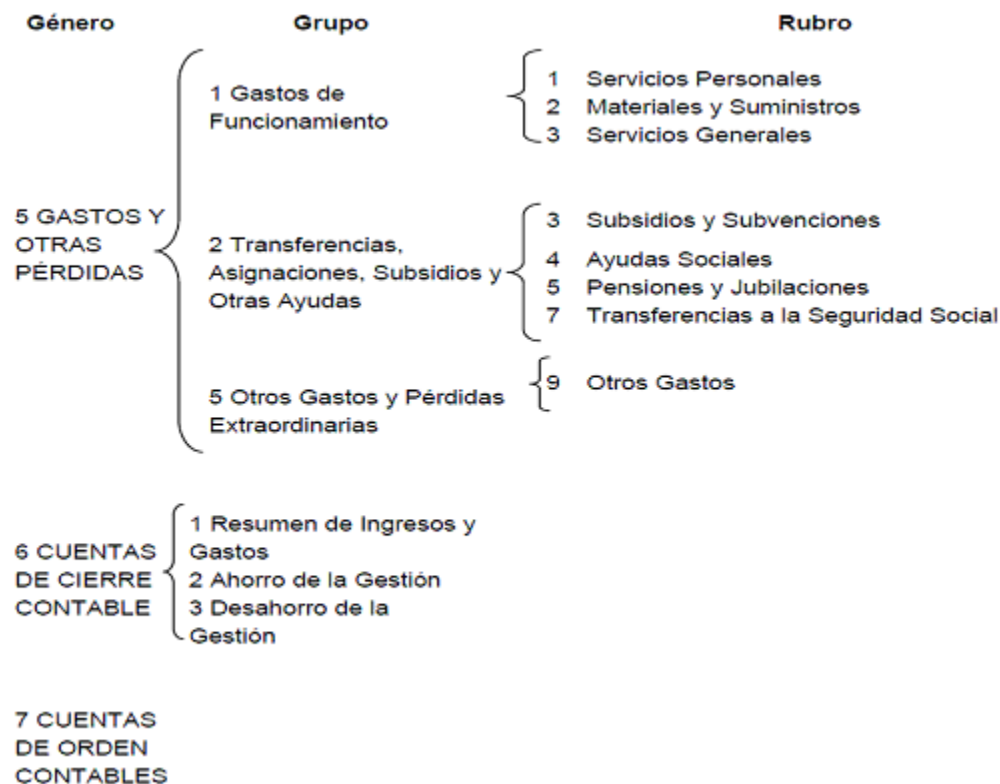 Género Grupo Rubro
1 Gastos de
Funcionamiento
1 Servicios Personales
2 Materiales y Suministros
3 Servicios Generales
5 GASTOS Y
OTRAS
PÉRDIDAS
2 Transferencias,
Asignaciones, Subsidios y
Otras Ayudas
3 Subsidios y Subvenciones
4 Ayudas Sociales
5 Pensiones y Jubilaciones
7 Transferencias a la Seguridad Social
5 Otros Gastos y Pérdidas
Extraordinarias
9 Otros Gastos
6 CUENTAS
DE CIERRE
CONTABLE
1 Resumen de Ingresos y
Gastos
2 Ahorro de la Gestión
3 Desahorro de la
Gestión
7 CUENTAS
DE ORDEN
CONTABLES